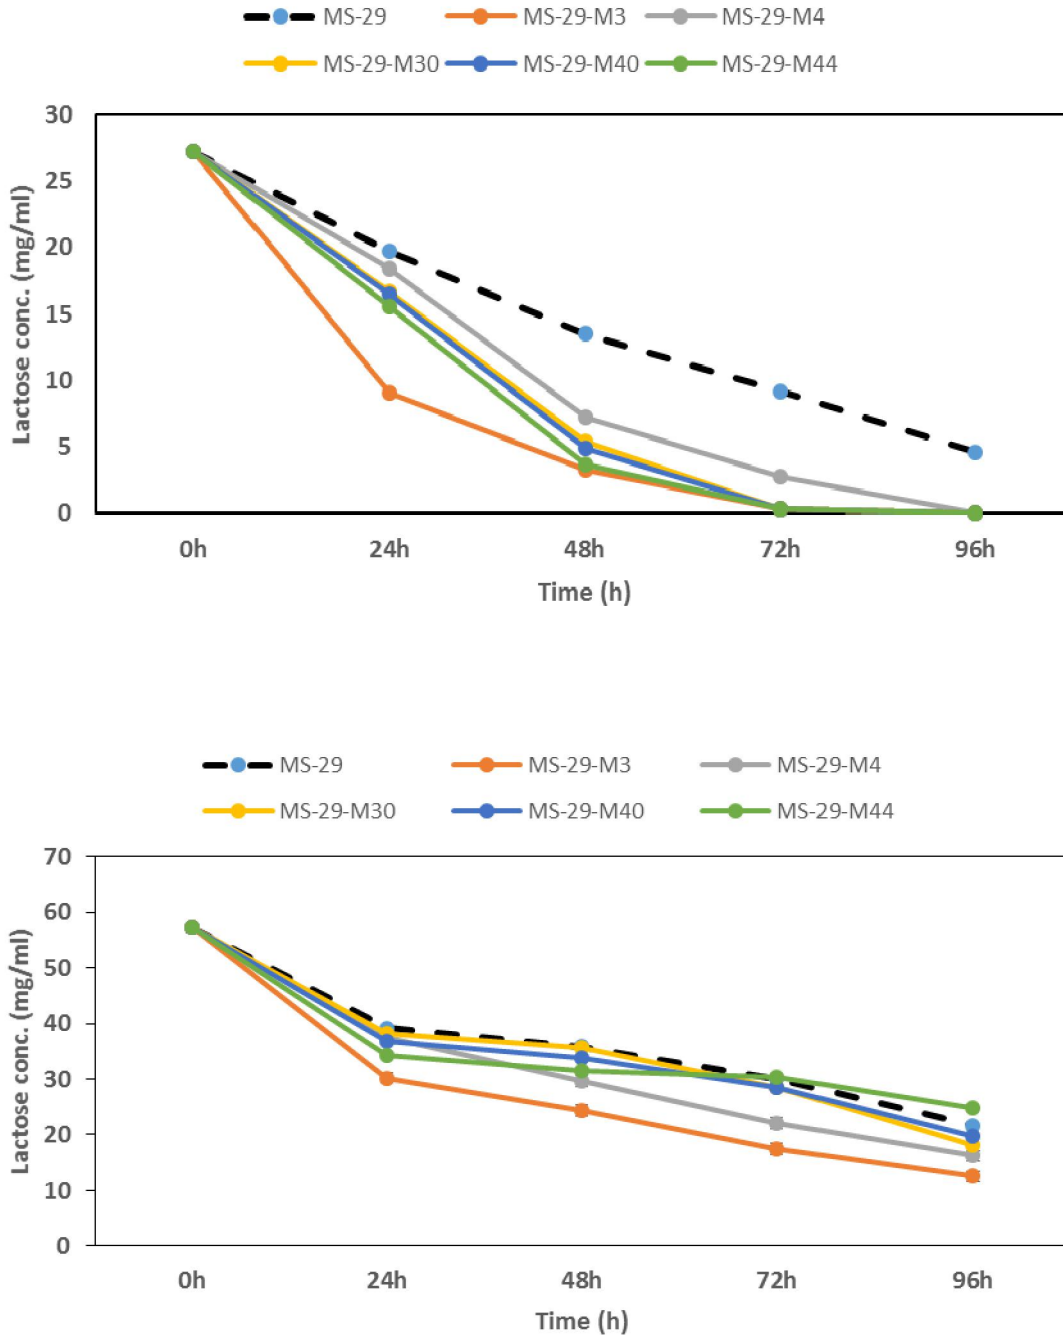 MS-29 MS-29-M3 MS-29-M4
MS-29-M30 MS-29-M40 MS-29-M44
30
25
20
15
10
5
0
Lactose conc. (mg/ml)
0h 24h 48h 72h 96h
Time (h)
MS-29 MS-29-M3 MS-29-M4
MS-29-M30 MS-29-M40 MS-29-M44
70
60
50
40
30
20
10
0
Lactose conc. (mg/ml)
0h 24h 48h 72h 96h
Time (h)